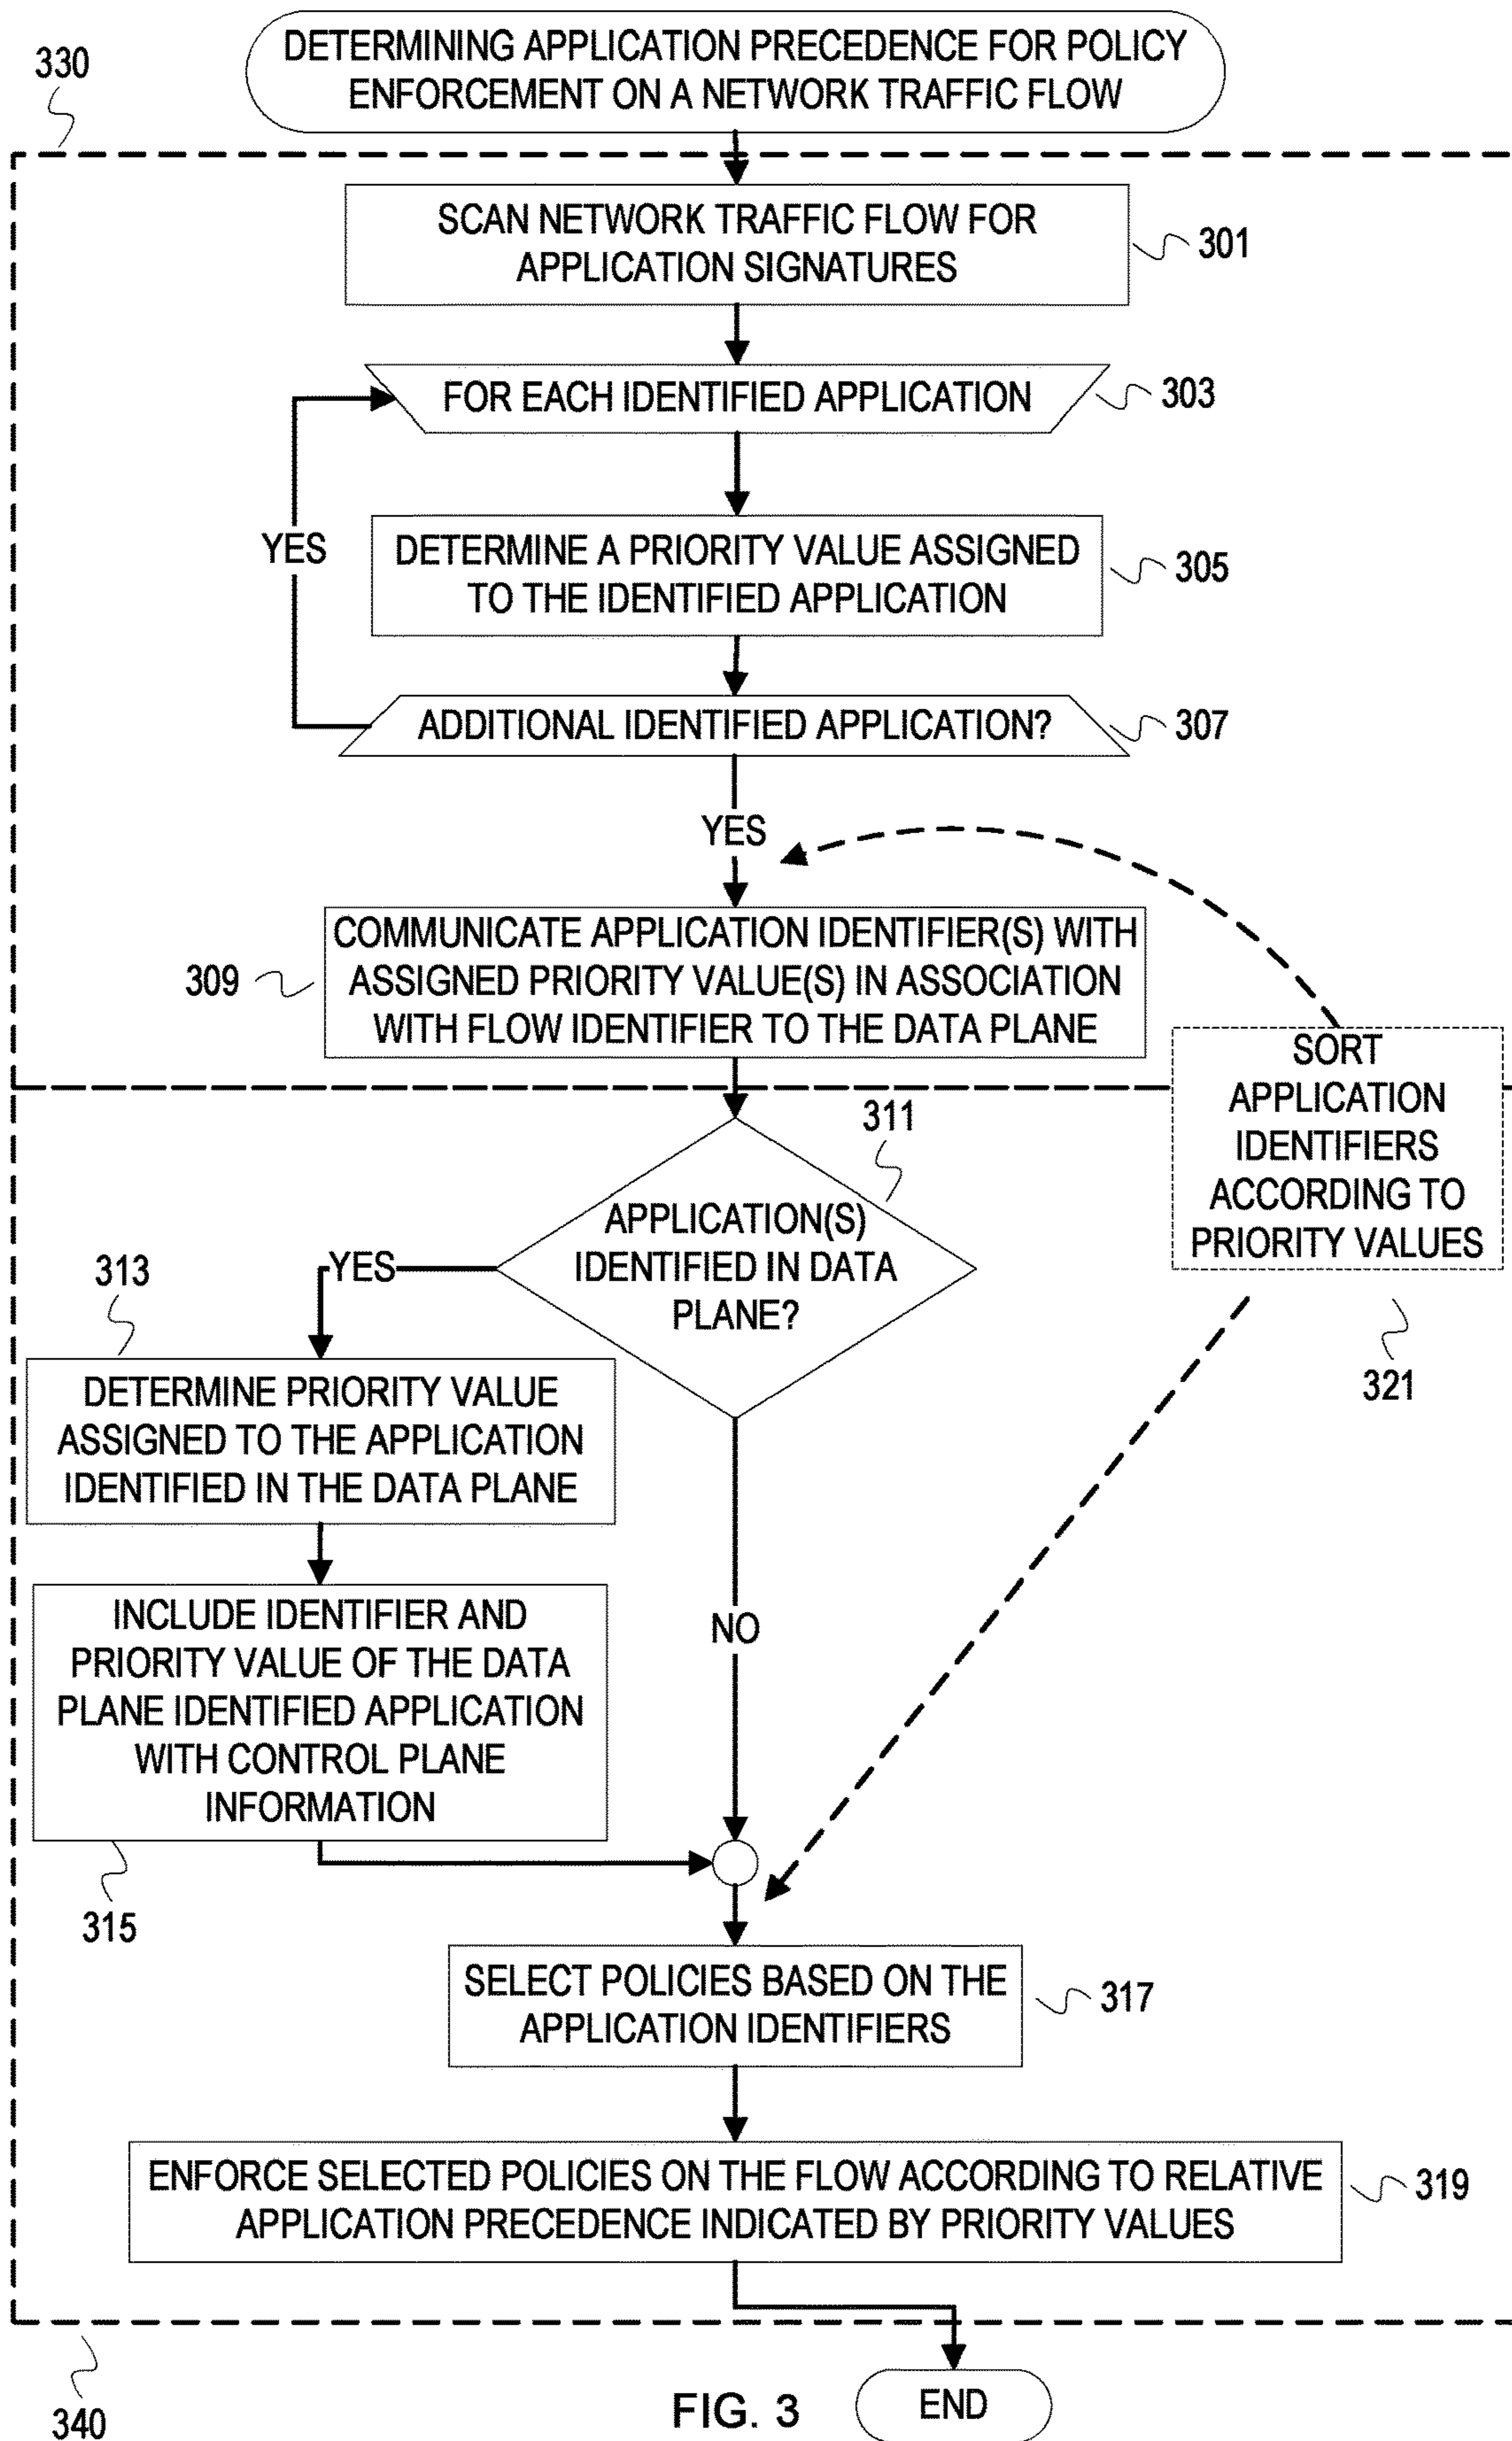 DETERMINING APPLICATION PRECEDENCE FOR POLICY
ENFORCEMENT ON A NETWORK TRAFFIC FLOW
330
SCAN NETWORK TRAFFIC FLOW FOR
APPLICATION SIGNATURES
301
FOR EACH IDENTIFIED APPLICATION
303
YES
DETERMINE A PRIORITY VALUE ASSIGNED
TO THE IDENTIFIED APPLICATION
305
ADDITIONAL IDENTIFIED APPLICATION?
307
YES
COMMUNICATE APPLICATION IDENTIFIER(S) WITH
ASSIGNED PRIORITY VALUE(S) IN ASSOCIATION
WITH FLOW IDENTIFIER TO THE DATA PLANE
309
SORT
APPLICATION
IDENTIFIERS
ACCORDING TO
PRIORITY VALUES
321
311
APPLICATION(S)
IDENTIFIED IN DATA
PLANE?
YES
313
DETERMINE PRIORITY VALUE
ASSIGNED TO THE APPLICATION
IDENTIFIED IN THE DATA PLANE
INCLUDE IDENTIFIER AND
PRIORITY VALUE OF THE DATA
PLANE IDENTIFIED APPLICATION
WITH CONTROL PLANE
INFORMATION
315
NO
SELECT POLICIES BASED ON THE
APPLICATION IDENTIFIERS
317
ENFORCE SELECTED POLICIES ON THE FLOW ACCORDING TO RELATIVE
APPLICATION PRECEDENCE INDICATED BY PRIORITY VALUES
319
340
FIG. 3
END